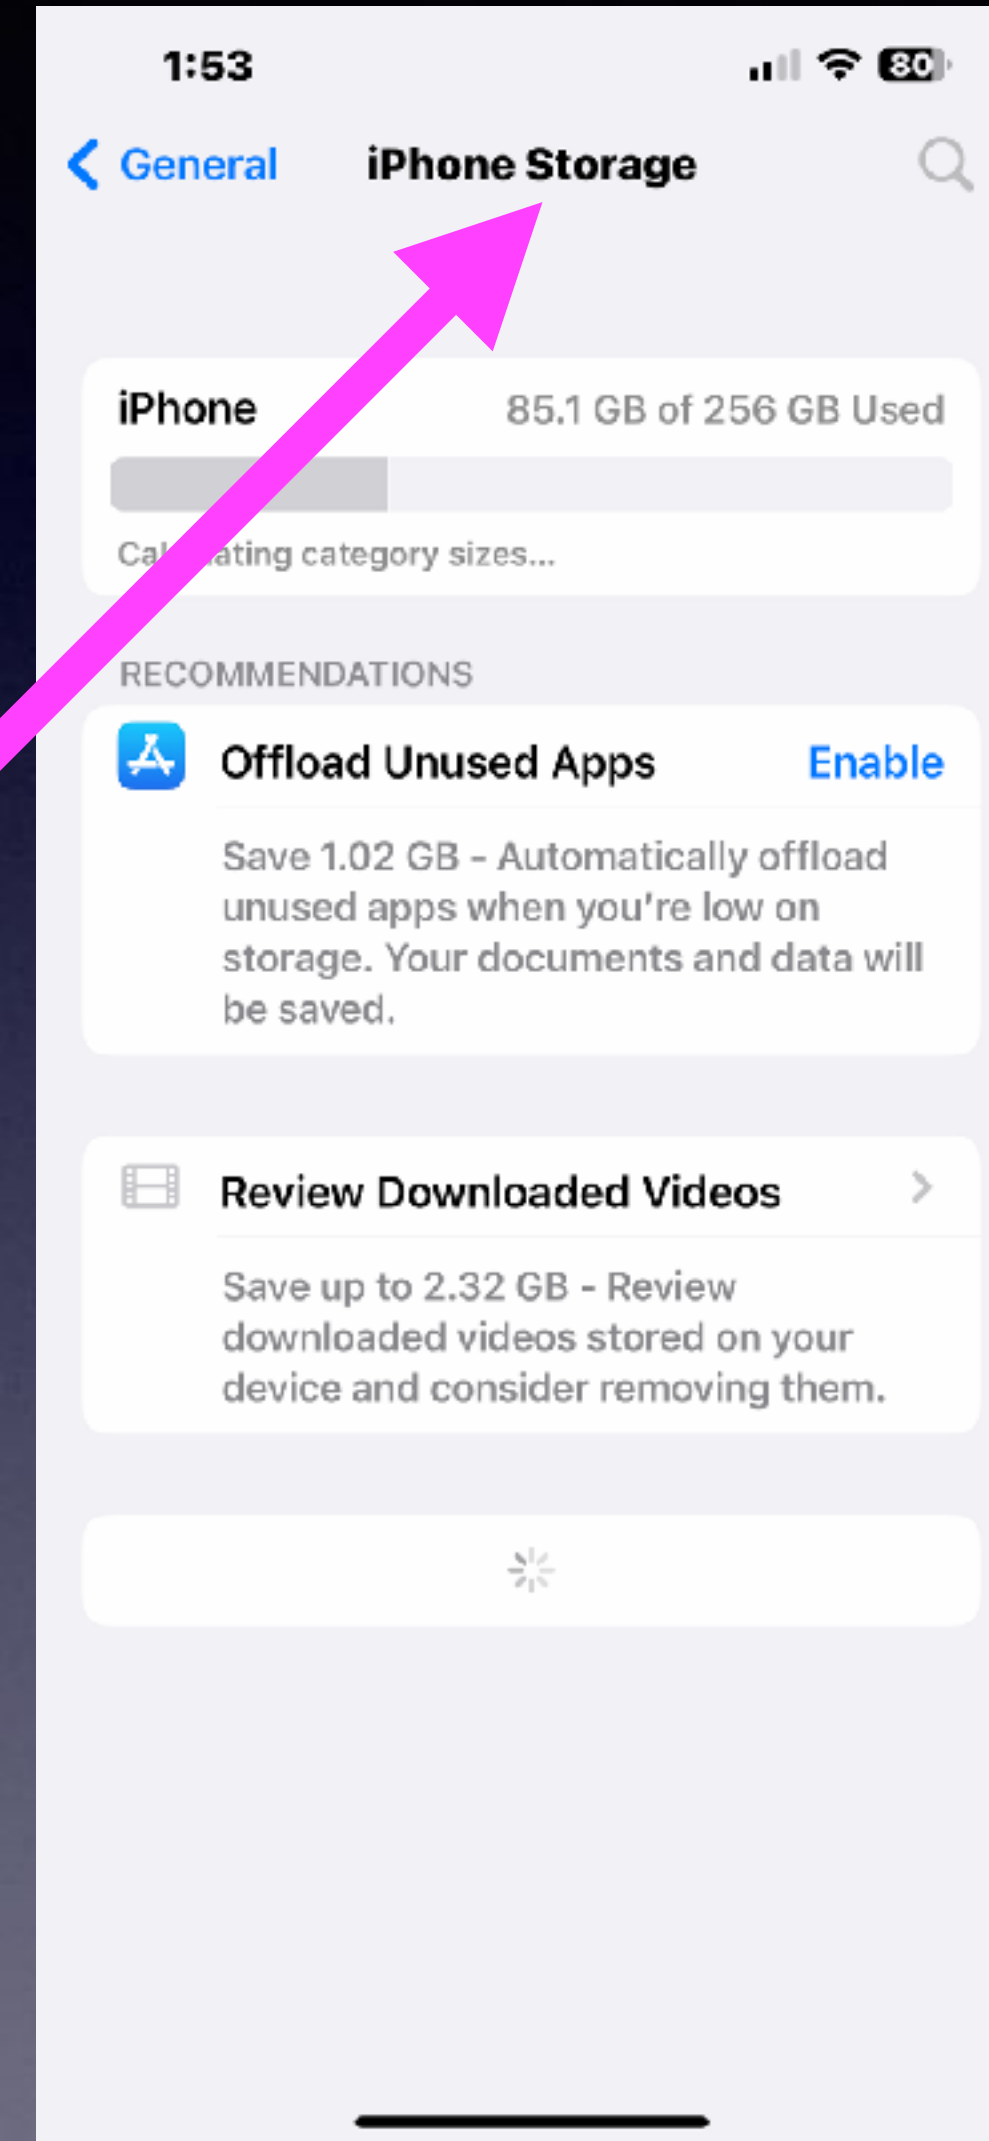 1:53
80
General
iPhone Storage
iPhone
85.1 GB of 256 GB Used
category sizes...
RECOMMENDATIONS
Offload Unused Apps
Enable
Save 1.02 GB - Automatically offload
unused apps when you're low on
storage. Your documents and data will
be saved.
Review Downloaded Videos
Save up to 2.32 GB - Review
downloaded videos stored on your
device and consider removing them.